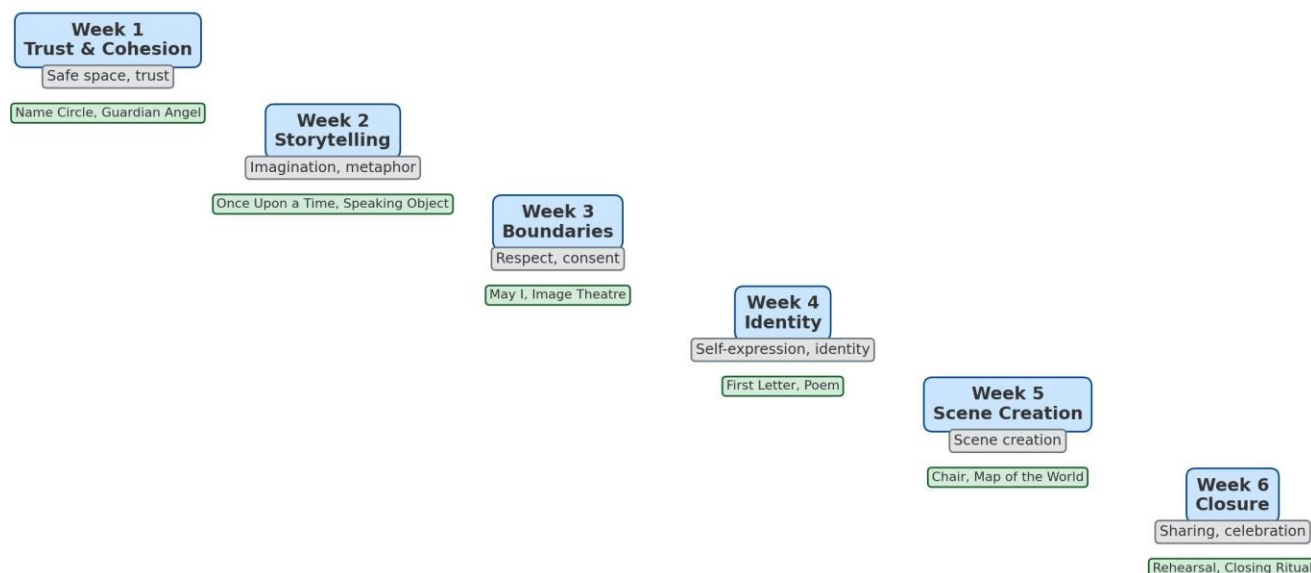 Week 1
Trust & Cohesion
Safe space, trust
Name Circle, Guardian Angel
Week 2
Storytelling
Imagination, metaphor
Once Upon a Time, Speaking Object
Week 3
Boundaries
Respect, consent
May I, Image Theatre
Week 4
Identity
Self-expression, identity
First Letter, Poem
Week 5
Scene Creation
Scene creation
Chair, Map of the World
Week 6
Closure
Sharing, celebration
Rehearsal, Closing Ritual